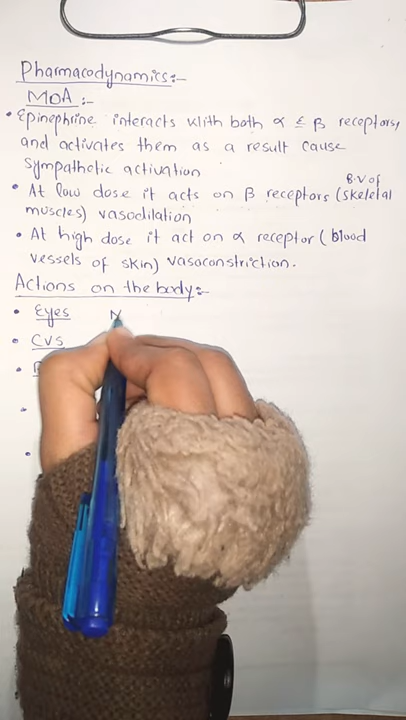 Pharmacodynamics:-
MOA:-
• Epinephrine interacts with both α & β receptors,
and activates them as a result cause
sympathetic activation
B.V of
• At low dose it acts on β receptors (skeletal
muscles) vasodilation
• At high dose it act on α receptor (blood
vessels of skin) vasoconstriction.
Actions on the body:-
• Eyes
• CVS